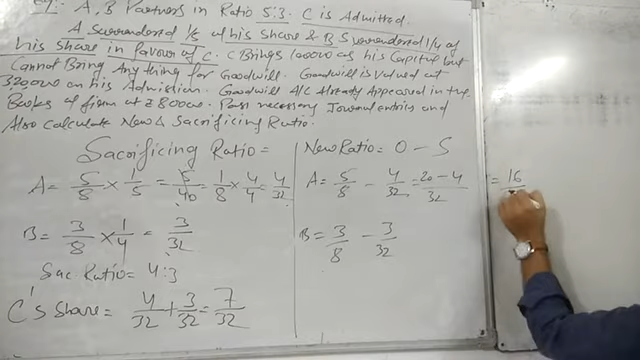 Eg:- A, B Partners in Ratio 5:3. C is Admitted.
A Surrendered 1/5 of his Share & B Surrendered 1/4 of
his Share in favour of C. C Brings 100000 as his Capital but
Cannot Bring Anything for Goodwill. Goodwill is Valued at
320000 on his Admission. Goodwill A/C Already Appeared in the
Books of firm at ₹ 80000. Pass necessary Journal entries and
Also Calculate New & Sacrificing Ratio.
Sacrificing Ratio =
A = 5/8 × 1/5 = 5/40 = 1/8 × 4/4 = 4/32
B = 3/8 × 1/4 = 3/32
Sac. Ratio = 4:3
C's Share = 4/32 + 3/32 = 7/32
New Ratio = O - S
A = 5/8 - 4/32 = 20-4/32 = 16
B = 3/8 - 3/32